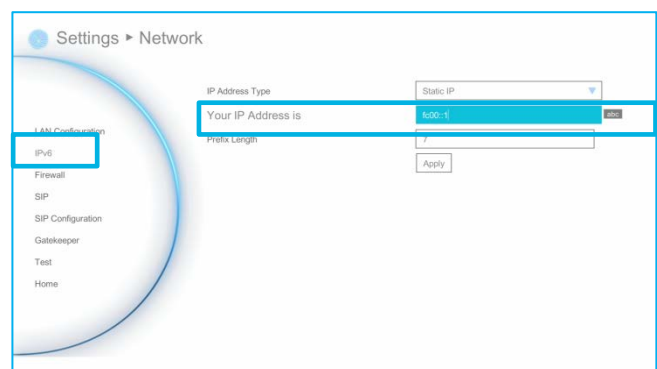 Settings ▸ Network
IP Address Type Static IP
Your IP Address is fc00::1 abc
Prefix Length 7
Apply
LAN Configuration
IPv6
Firewall
SIP
SIP Configuration
Gatekeeper
Test
Home